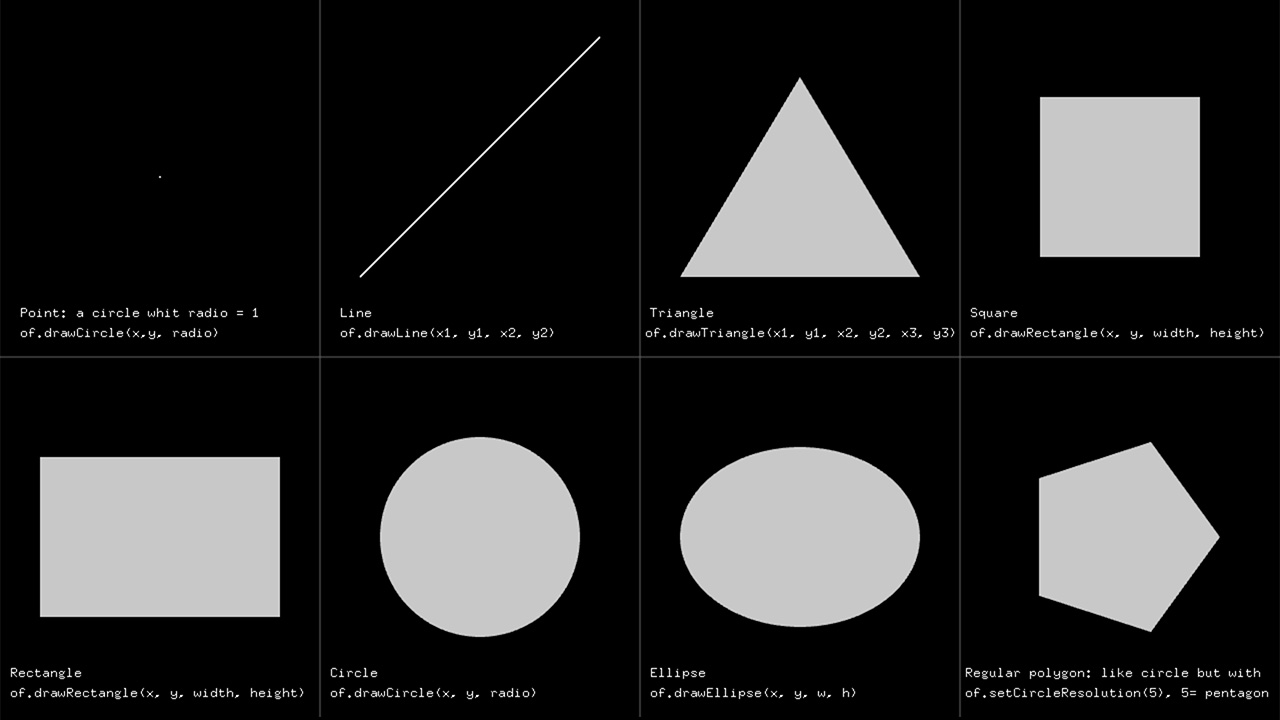 Point: a circle whit radio = 1
of.drawCircle(x,y, radio)
Line
of.drawLine(x1, y1, x2, y2)
Triangle
of.drawTriangle(x1, y1, x2, y2, x3, y3)
Square
of.drawRectangle(x, y, width, height)
Rectangle
of.drawRectangle(x, y, width, height)
Circle
of.drawCircle(x, y, radio)
Ellipse
of.drawEllipse(x, y, w, h)
Regular polygon: like circle but with
of.setCircleResolution(5), 5= pentagon